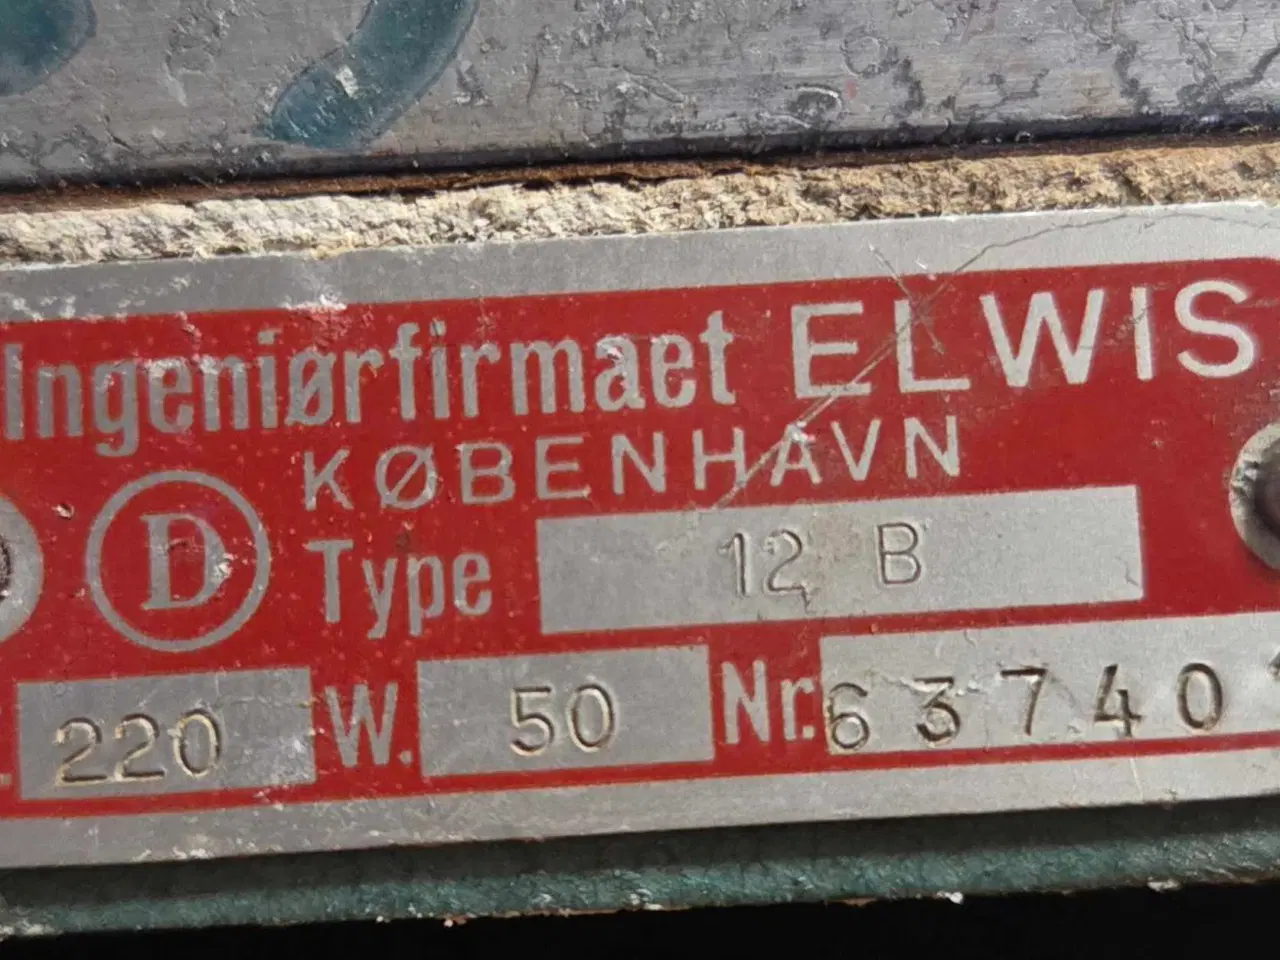 Ingeniørfirmaet ELWIS
KØBENHAVN
D Type 12 B
220 W. 50 Nr. 63740